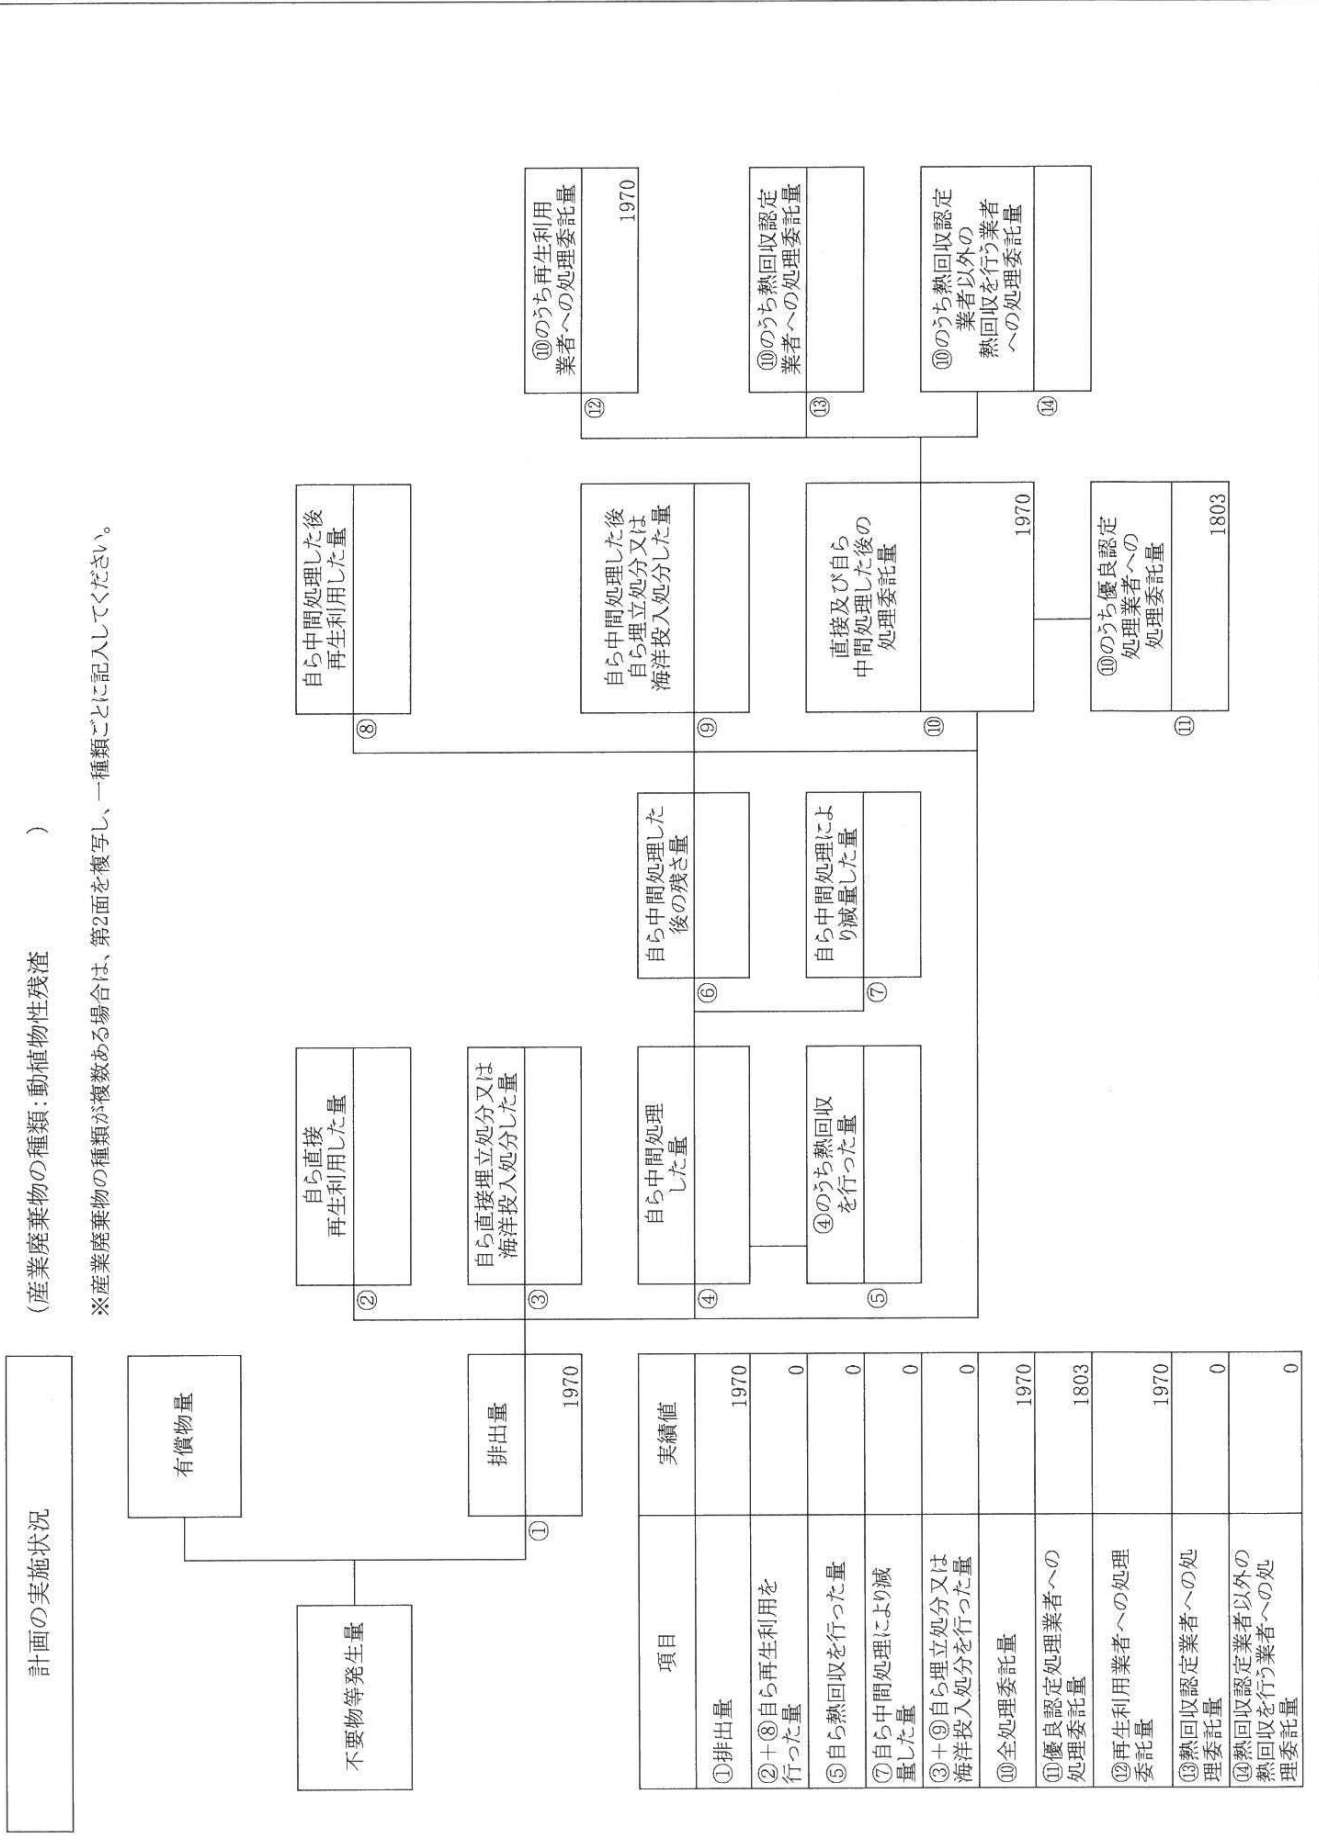 計画の実施状況
(産業廃棄物の種類:動植物性残渣 )
※産業廃棄物の種類が複数ある場合は、第2面を複写し、一種類ごとに記入してください。
不要物等発生量
有償物量
①
排出量
1970
②
自ら直接
再生利用した量
③
自ら直接埋立処分又は
海洋投入処分した量
④
自ら中間処理
した量
⑤
④のうち熱回収
を行った量
⑥
自ら中間処理した
後の残さ量
⑦
自ら中間処理によ
り減量した量
⑧
自ら中間処理した後
再生利用した量
⑨
自ら中間処理した後
自ら埋立処分又は
海洋投入処分した量
⑩
直接及び自ら
中間処理した後の
処理委託量
1970
⑪
⑩のうち優良認定
処理業者への
処理委託量
1803
⑫
⑩のうち再生利用
業者への処理委託量
1970
⑬
⑩のうち熱回収認定
業者への処理委託量
⑭
⑩のうち熱回収認定
業者以外の
熱回収を行う業者
への処理委託量
項目 実績値
①排出量 1970
②+⑧自ら再生利用を
行った量 0
⑤自ら熱回収を行った量 0
⑦自ら中間処理により減
量した量 0
③+⑨自ら埋立処分又は
海洋投入処分を行った量 0
⑩全処理委託量 1970
⑪優良認定処理業者への
処理委託量 1803
⑫再生利用業者への処理
委託量 1970
⑬熱回収認定業者への処
理委託量 0
⑭熱回収認定業者以外の
熱回収を行う業者への処
理委託量 0